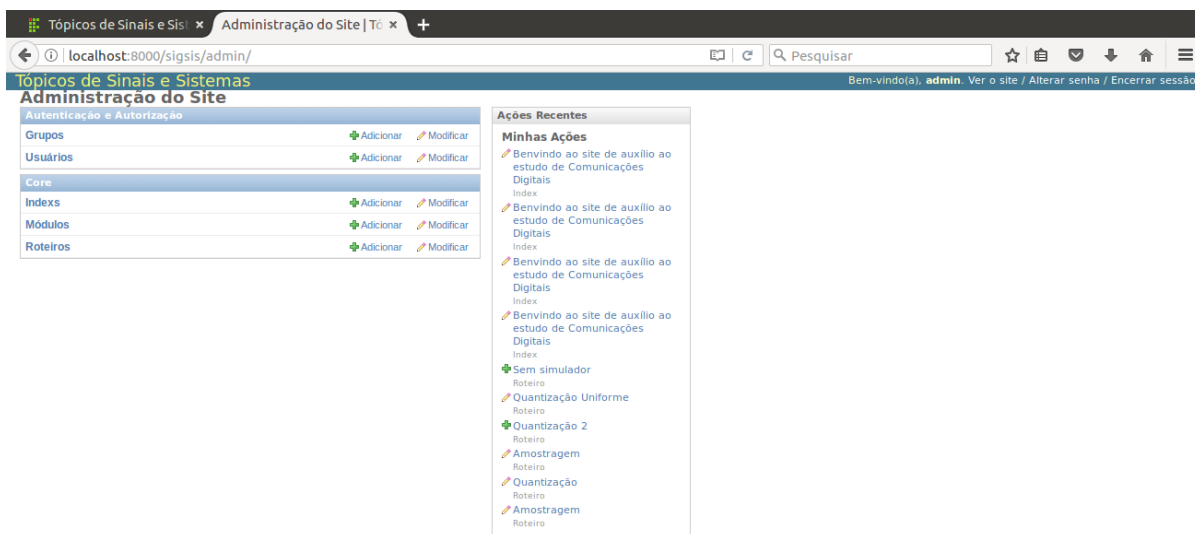 Tópicos de Sinais e Sis
Administração do Site | Tó
localhost:8000/sigsis/admin/
Pesquisar
Tópicos de Sinais e Sistemas
Bem-vindo(a), admin. Ver o site / Alterar senha / Encerrar sessão
Administração do Site
Autenticação e Autorização
Grupos Adicionar Modificar
Usuários Adicionar Modificar
Core
Indexs Adicionar Modificar
Módulos Adicionar Modificar
Roteiros Adicionar Modificar
Ações Recentes
Minhas Ações
Benvindo ao site de auxílio ao
estudo de Comunicações
Digitais
Index
Benvindo ao site de auxílio ao
estudo de Comunicações
Digitais
Index
Benvindo ao site de auxílio ao
estudo de Comunicações
Digitais
Index
Benvindo ao site de auxílio ao
estudo de Comunicações
Digitais
Index
Sem simulador
Roteiro
Quantização Uniforme
Roteiro
Quantização 2
Roteiro
Amostragem
Roteiro
Quantização
Roteiro
Amostragem
Roteiro